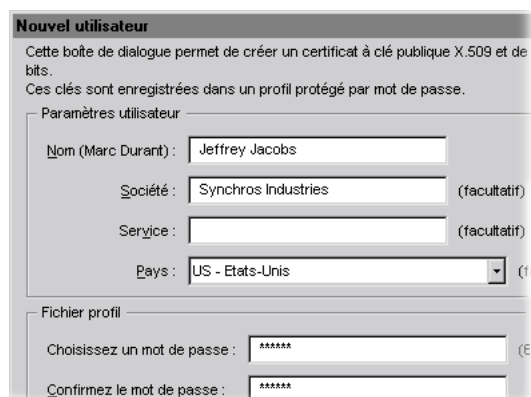 Nouvel utilisateur
Cette boîte de dialogue permet de créer un certificat à clé publique X.509 et de
bits.
Ces clés sont enregistrées dans un profil protégé par mot de passe.
Paramètres utilisateur
Nom (Marc Durant) : Jeffrey Jacobs
Société : Synchros Industries (facultatif)
Service : (facultatif)
Pays : US - Etats-Unis
Fichier profil
Choisissez un mot de passe : ******
Confirmez le mot de passe : ******